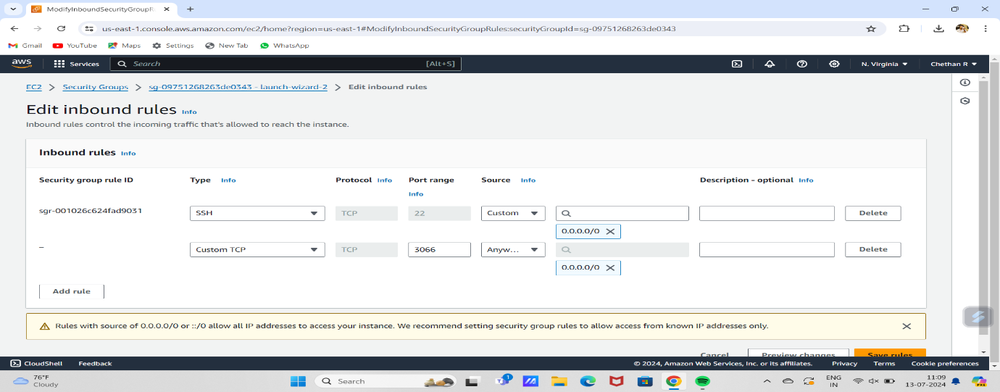 ModifyInboundSecurityGroupR
us-east-1.console.aws.amazon.com/ec2/home?region=us-east-1#ModifyInboundSecurityGroupRules:securityGroupId=sg-09751268263de0343
Gmail YouTube Maps Settings New Tab WhatsApp
aws Services Search [Alt+S] N. Virginia Chethan R
EC2 > Security Groups > sg-09751268263de0343 - launch-wizard-2 > Edit inbound rules
Edit inbound rules Info
Inbound rules control the incoming traffic that's allowed to reach the instance.
Inbound rules Info
Security group rule ID Type Info Protocol Info Port range Source Info Description - optional Info
Info
sgr-001026c624fad9031 SSH TCP 22 Custom Delete
0.0.0.0/0
– Custom TCP TCP 3066 Anyw... Delete
0.0.0.0/0
Add rule
Rules with source of 0.0.0.0/0 or ::/0 allow all IP addresses to access your instance. We recommend setting security group rules to allow access from known IP addresses only.
Cancel Preview changes Save rules
CloudShell Feedback © 2024, Amazon Web Services, Inc. or its affiliates. Privacy Terms Cookie preferences
76°F Search 1 ENG 11:09
Cloudy IN 13-07-2024